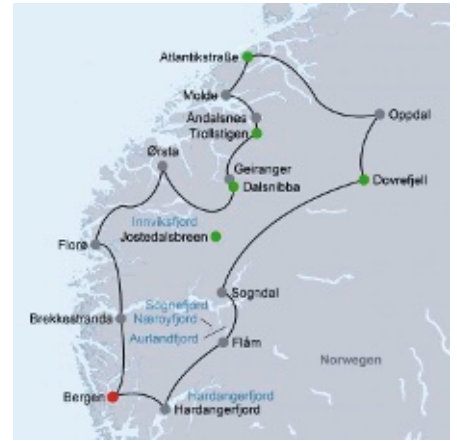 Atlantikstraße
Molde
Åndalsnes
Trollstigen
Oppdal
Ørsta
Geiranger
Dalsnibba
Dovrefjell
Innviksfjord
Jostedalsbreen
Florø
Sogndal
Sognefjord
Brekkestranda
Nærøyfjord
Aurlandfjord
Flåm
Norwegen
Bergen
Hardangerfjord
Hardangerfjord